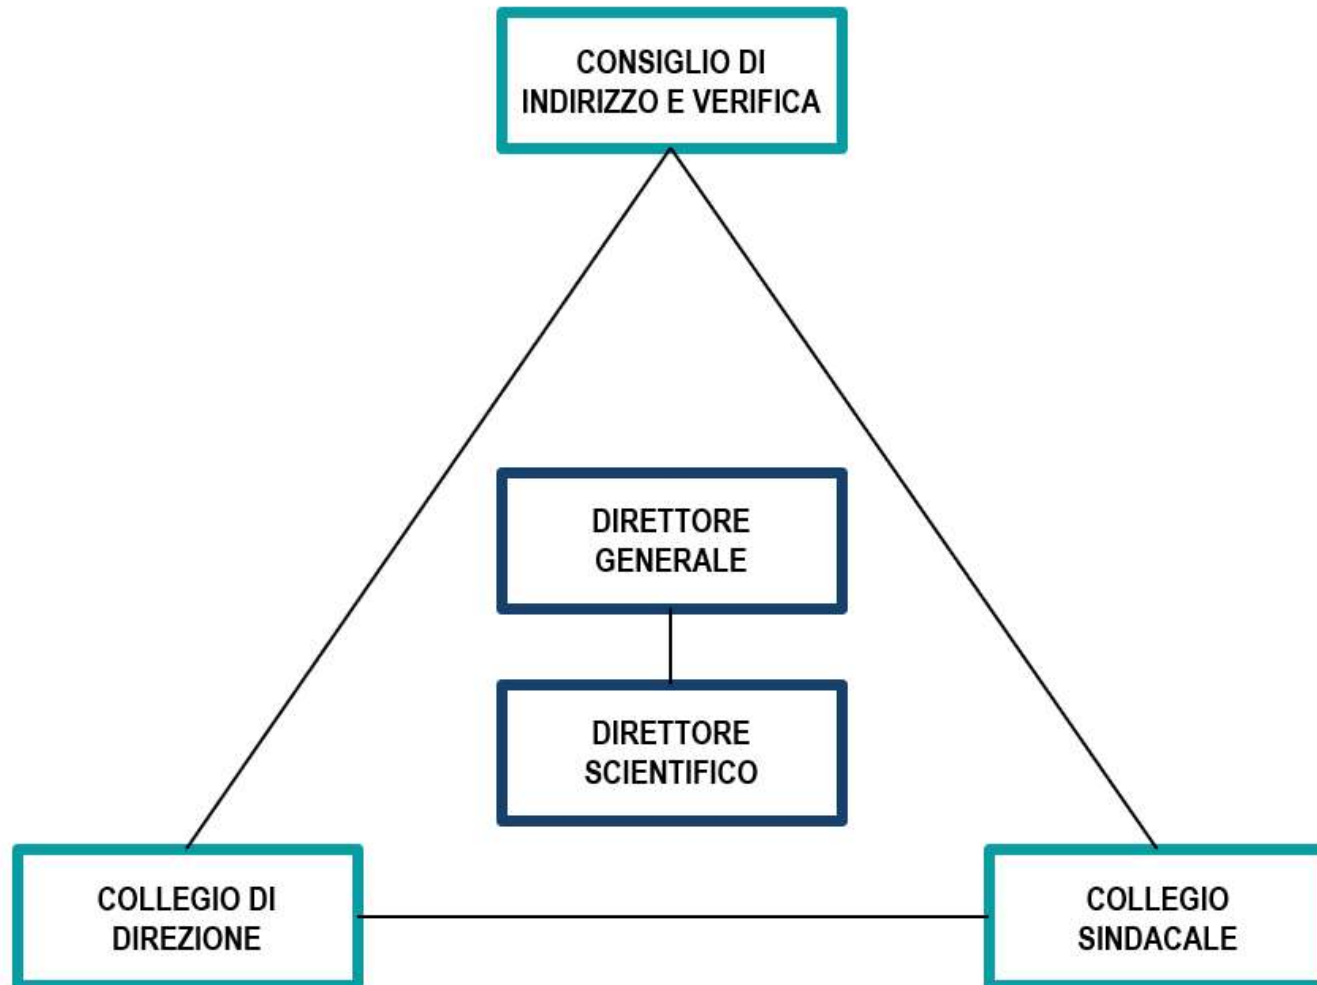 CONSIGLIO DI
INDIRIZZO E VERIFICA
DIRETTORE
GENERALE
DIRETTORE
SCIENTIFICO
COLLEGIO DI
DIREZIONE
COLLEGIO
SINDACALE